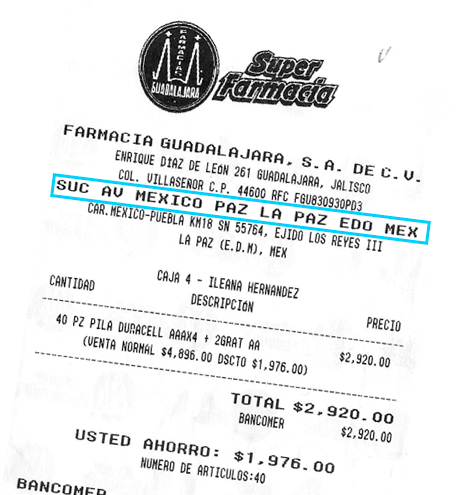 FARMACIAS
GUADALAJARA
Super
Farmacia
FARMACIA GUADALAJARA, S.A. DE C.V.
ENRIQUE DíAZ DE LEóN 261 GUADALAJARA, JALISCO
COL. VILLASEñOR C.P. 44600 RFC FGU830930PD3
SUC AV MEXICO PAZ LA PAZ EDO MEX
CAR.MEXICO-PUEBLA KM18 SN 55764, EJIDO LOS REYES III
LA PAZ (E.D.M), MEX
CAJA 4 - ILEANA HERNANDEZ
CANTIDAD DESCRIPCIóN PRECIO
40 PZ PILA DURACELL AAAX4 + 2GRAT AA $2,920.00
(VENTA NORMAL $4,896.00 DSCTO $1,976.00)
TOTAL $2,920.00
BANCOMER $2,920.00
USTED AHORRO: $1,976.00
NUMERO DE ARTICULOS:40
BANCOMER